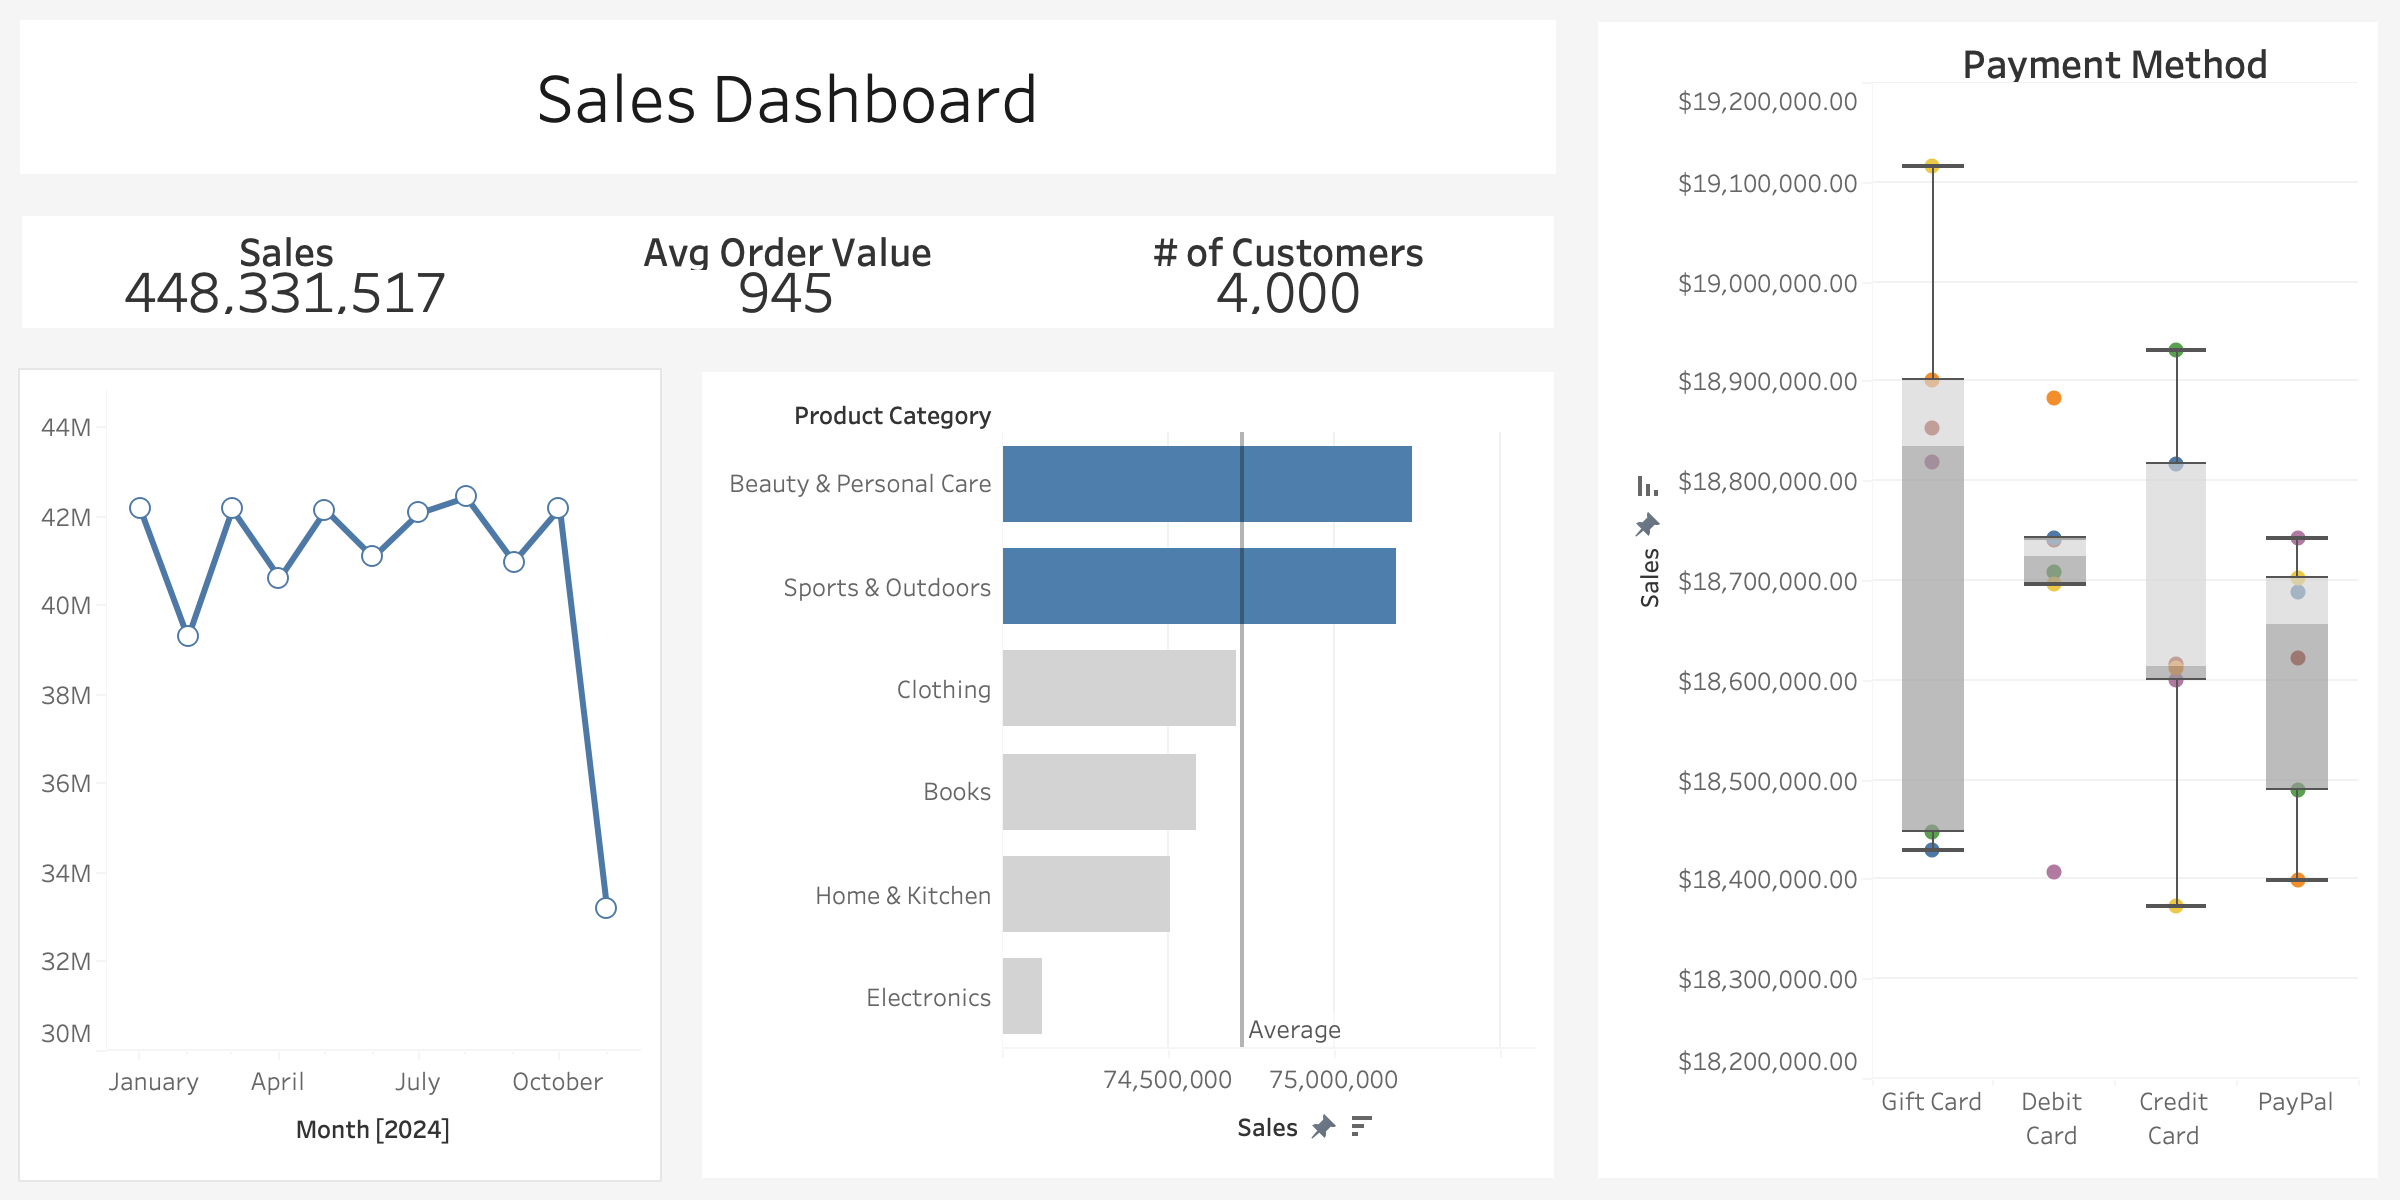 Sales Dashboard
Sales
448,331,517
Avg Order Value
945
# of Customers
4,000
44M
42M
40M
38M
36M
34M
32M
30M
January
April
July
October
Month [2024]
Product Category
Beauty & Personal Care
Sports & Outdoors
Clothing
Books
Home & Kitchen
Electronics
Average
74,500,000
75,000,000
Sales
Payment Method
$19,200,000.00
$19,100,000.00
$19,000,000.00
$18,900,000.00
$18,800,000.00
$18,700,000.00
$18,600,000.00
$18,500,000.00
$18,400,000.00
$18,300,000.00
$18,200,000.00
Sales
Gift Card
Debit
Card
Credit
Card
PayPal